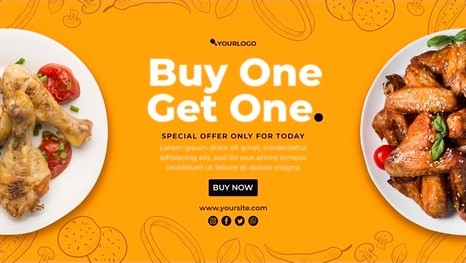 YOURLOGO
Buy One
Get One.
SPECIAL OFFER ONLY FOR TODAY
Lorem ipsum dolor sit amet, consectetur
adipiscing elit, sed do eius amod tempor
incididunt ut labore et dolore magna
BUY NOW
www.yoursite.com